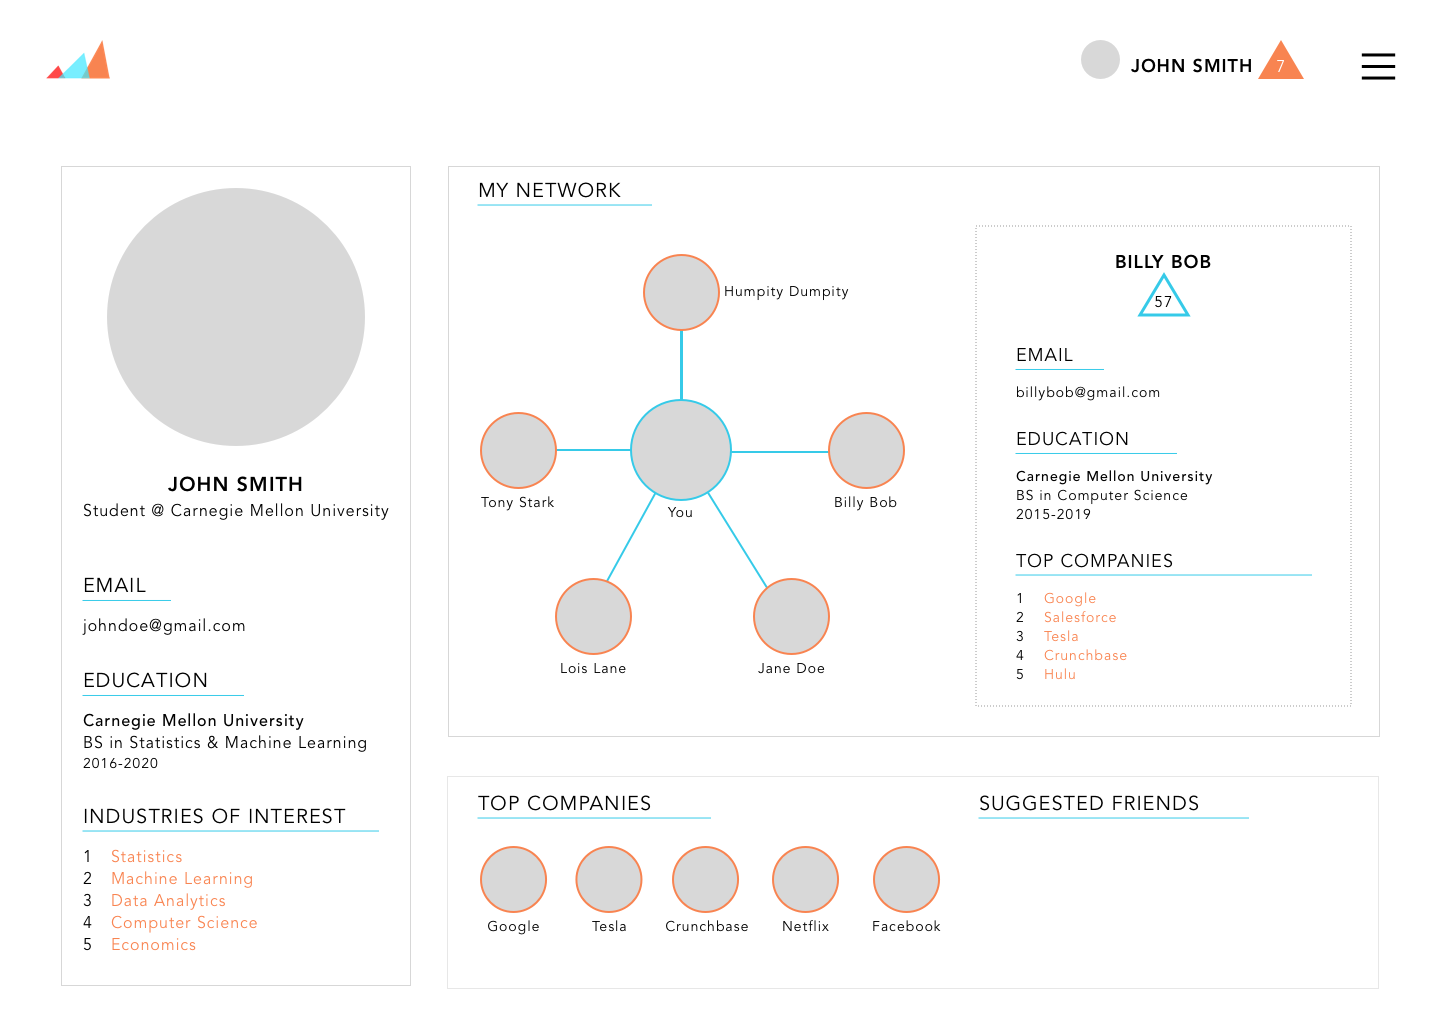 JOHN SMITH
7
JOHN SMITH
Student @ Carnegie Mellon University
EMAIL
johndoe@gmail.com
EDUCATION
Carnegie Mellon University
BS in Statistics & Machine Learning
2016-2020
INDUSTRIES OF INTEREST
1 Statistics
2 Machine Learning
3 Data Analytics
4 Computer Science
5 Economics
MY NETWORK
Humpity Dumpity
Tony Stark
You
Billy Bob
Lois Lane
Jane Doe
BILLY BOB
57
EMAIL
billybob@gmail.com
EDUCATION
Carnegie Mellon University
BS in Computer Science
2015-2019
TOP COMPANIES
1 Google
2 Salesforce
3 Tesla
4 Crunchbase
5 Hulu
TOP COMPANIES
Google
Tesla
Crunchbase
Netflix
Facebook
SUGGESTED FRIENDS